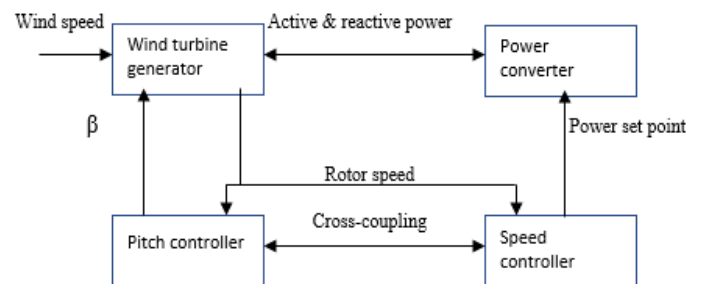 Wind speed
Wind turbine
generator
Active & reactive power
Power
converter
β
Power set point
Rotor speed
Cross-coupling
Pitch controller
Speed
controller